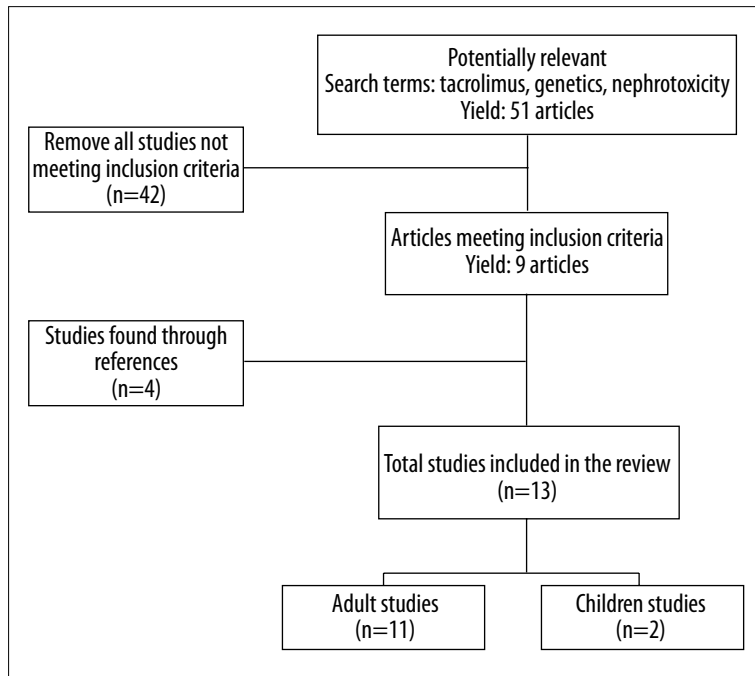 Potentially relevant
Search terms: tacrolimus, genetics, nephrotoxicity
Yield: 51 articles
Remove all studies not
meeting inclusion criteria
(n=42)
Articles meeting inclusion criteria
Yield: 9 articles
Studies found through
references
(n=4)
Total studies included in the review
(n=13)
Adult studies
(n=11)
Children studies
(n=2)